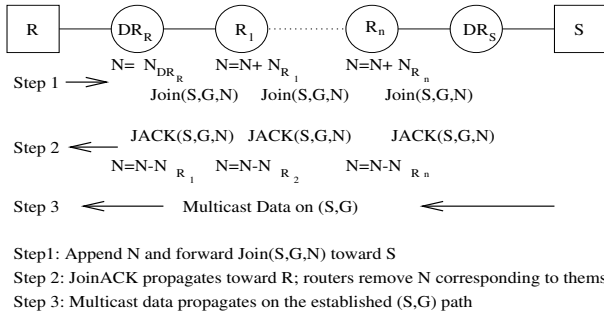 R DR_R R_1 R_n DR_S S
N= N_DR_R N=N+ N_R_1 N=N+ N_R_n
Step 1
Join(S,G,N) Join(S,G,N) Join(S,G,N)
JACK(S,G,N) JACK(S,G,N) JACK(S,G,N)
Step 2
N=N-N_R_1 N=N-N_R_2 N=N-N_R_n
Step 3 Multicast Data on (S,G)
Step1: Append N and forward Join(S,G,N) toward S
Step 2: JoinACK propagates toward R; routers remove N corresponding to thems
Step 3: Multicast data propagates on the established (S,G) path